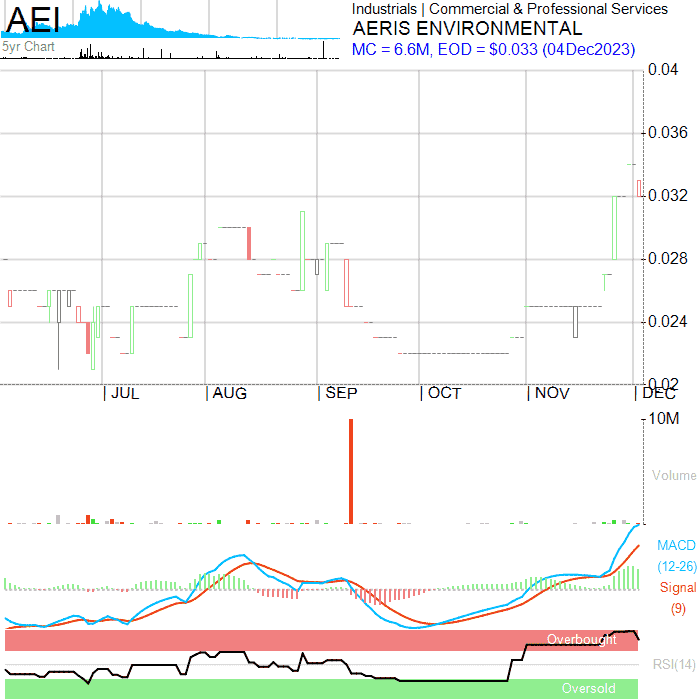 AEI
5yr Chart
Industrials | Commercial & Professional Services
AERIS ENVIRONMENTAL
MC = 6.6M, EOD = $0.033 (04Dec2023)
0.04
0.036
0.032
0.028
0.024
0.02
JUL
AUG
SEP
OCT
NOV
DEC
10M
Volume
MACD
(12-26)
Signal
(9)
Overbought
RSI(14)
Oversold